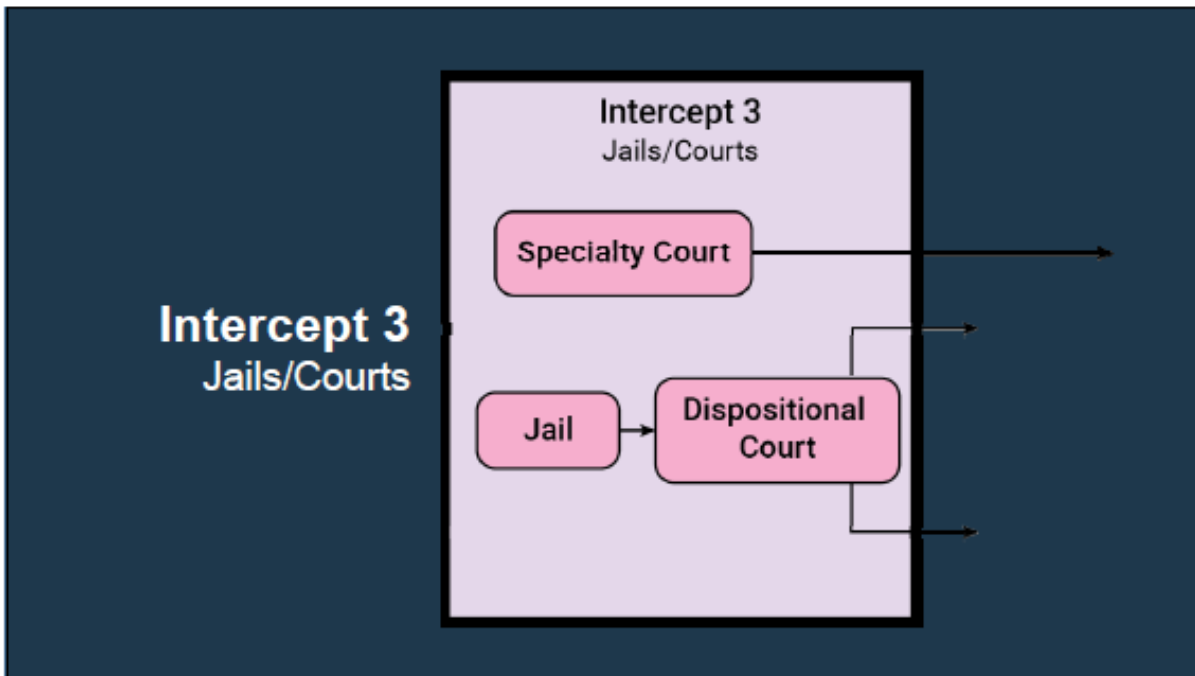 Intercept 3
Jails/Courts
Specialty Court
Intercept 3
Jails/Courts
Jail
Dispositional
Court